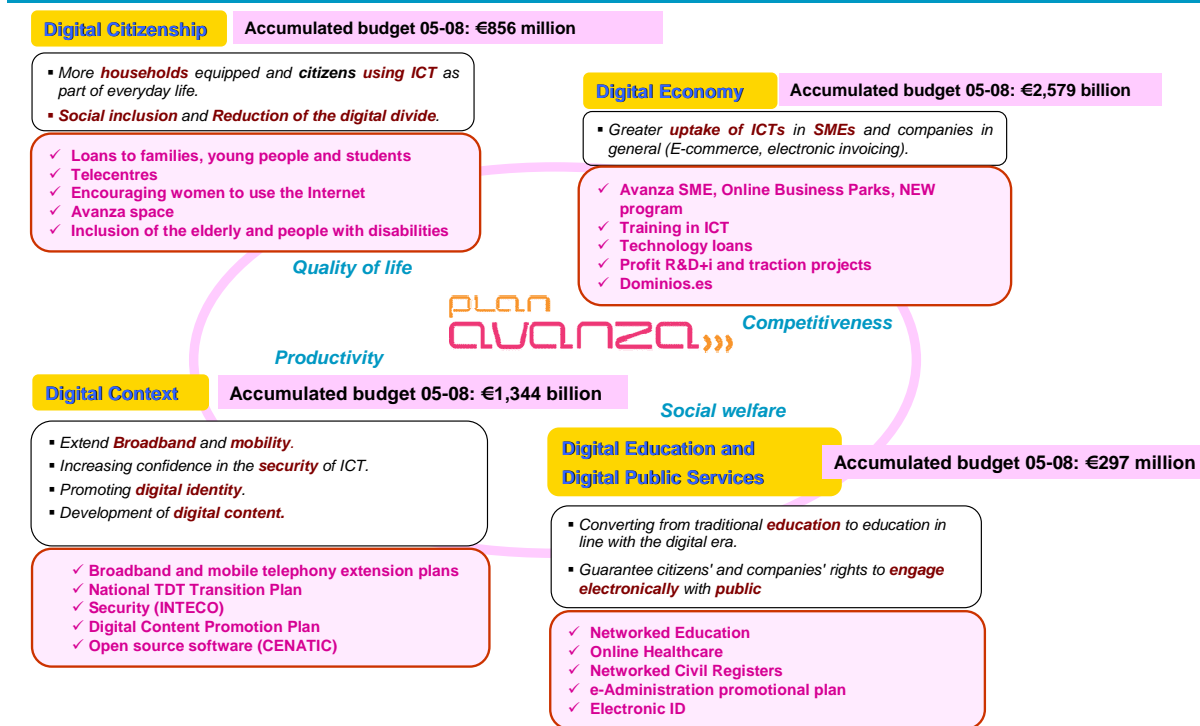 Digital Citizenship
Accumulated budget 05-08: €856 million
▪ More households equipped and citizens using ICT as
part of everyday life.
▪ Social inclusion and Reduction of the digital divide.
✓ Loans to families, young people and students
✓ Telecentres
✓ Encouraging women to use the Internet
✓ Avanza space
✓ Inclusion of the elderly and people with disabilities
Digital Economy
Accumulated budget 05-08: €2,579 billion
▪ Greater uptake of ICTs in SMEs and companies in
general (E-commerce, electronic invoicing).
✓ Avanza SME, Online Business Parks, NEW
program
✓ Training in ICT
✓ Technology loans
✓ Profit R&D+i and traction projects
✓ Dominios.es
Quality of life
plan
avanza
Competitiveness
Productivity
Social welfare
Digital Context
Accumulated budget 05-08: €1,344 billion
▪ Extend Broadband and mobility.
▪ Increasing confidence in the security of ICT.
▪ Promoting digital identity.
▪ Development of digital content.
✓ Broadband and mobile telephony extension plans
✓ National TDT Transition Plan
✓ Security (INTECO)
✓ Digital Content Promotion Plan
✓ Open source software (CENATIC)
Digital Education and
Digital Public Services
Accumulated budget 05-08: €297 million
▪ Converting from traditional education to education in
line with the digital era.
▪ Guarantee citizens' and companies' rights to engage
electronically with public
✓ Networked Education
✓ Online Healthcare
✓ Networked Civil Registers
✓ e-Administration promotional plan
✓ Electronic ID